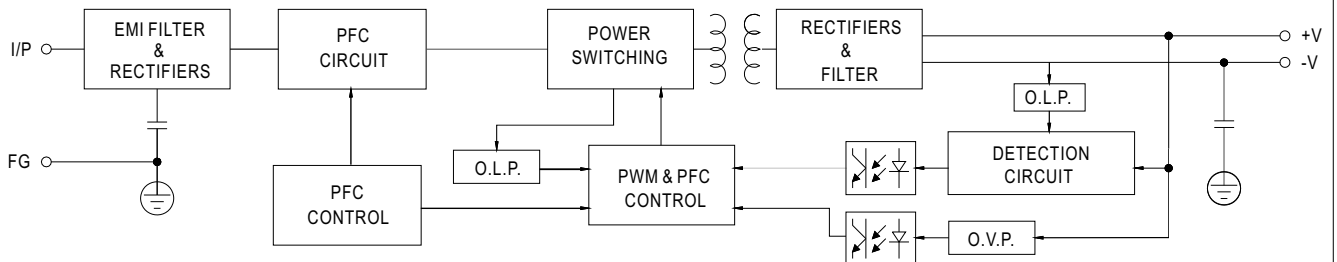 I/P
EMI FILTER
&
RECTIFIERS
PFC
CIRCUIT
POWER
SWITCHING
RECTIFIERS
&
FILTER
+V
-V
O.L.P.
FG
O.L.P.
PFC
CONTROL
PWM & PFC
CONTROL
DETECTION
CIRCUIT
O.V.P.